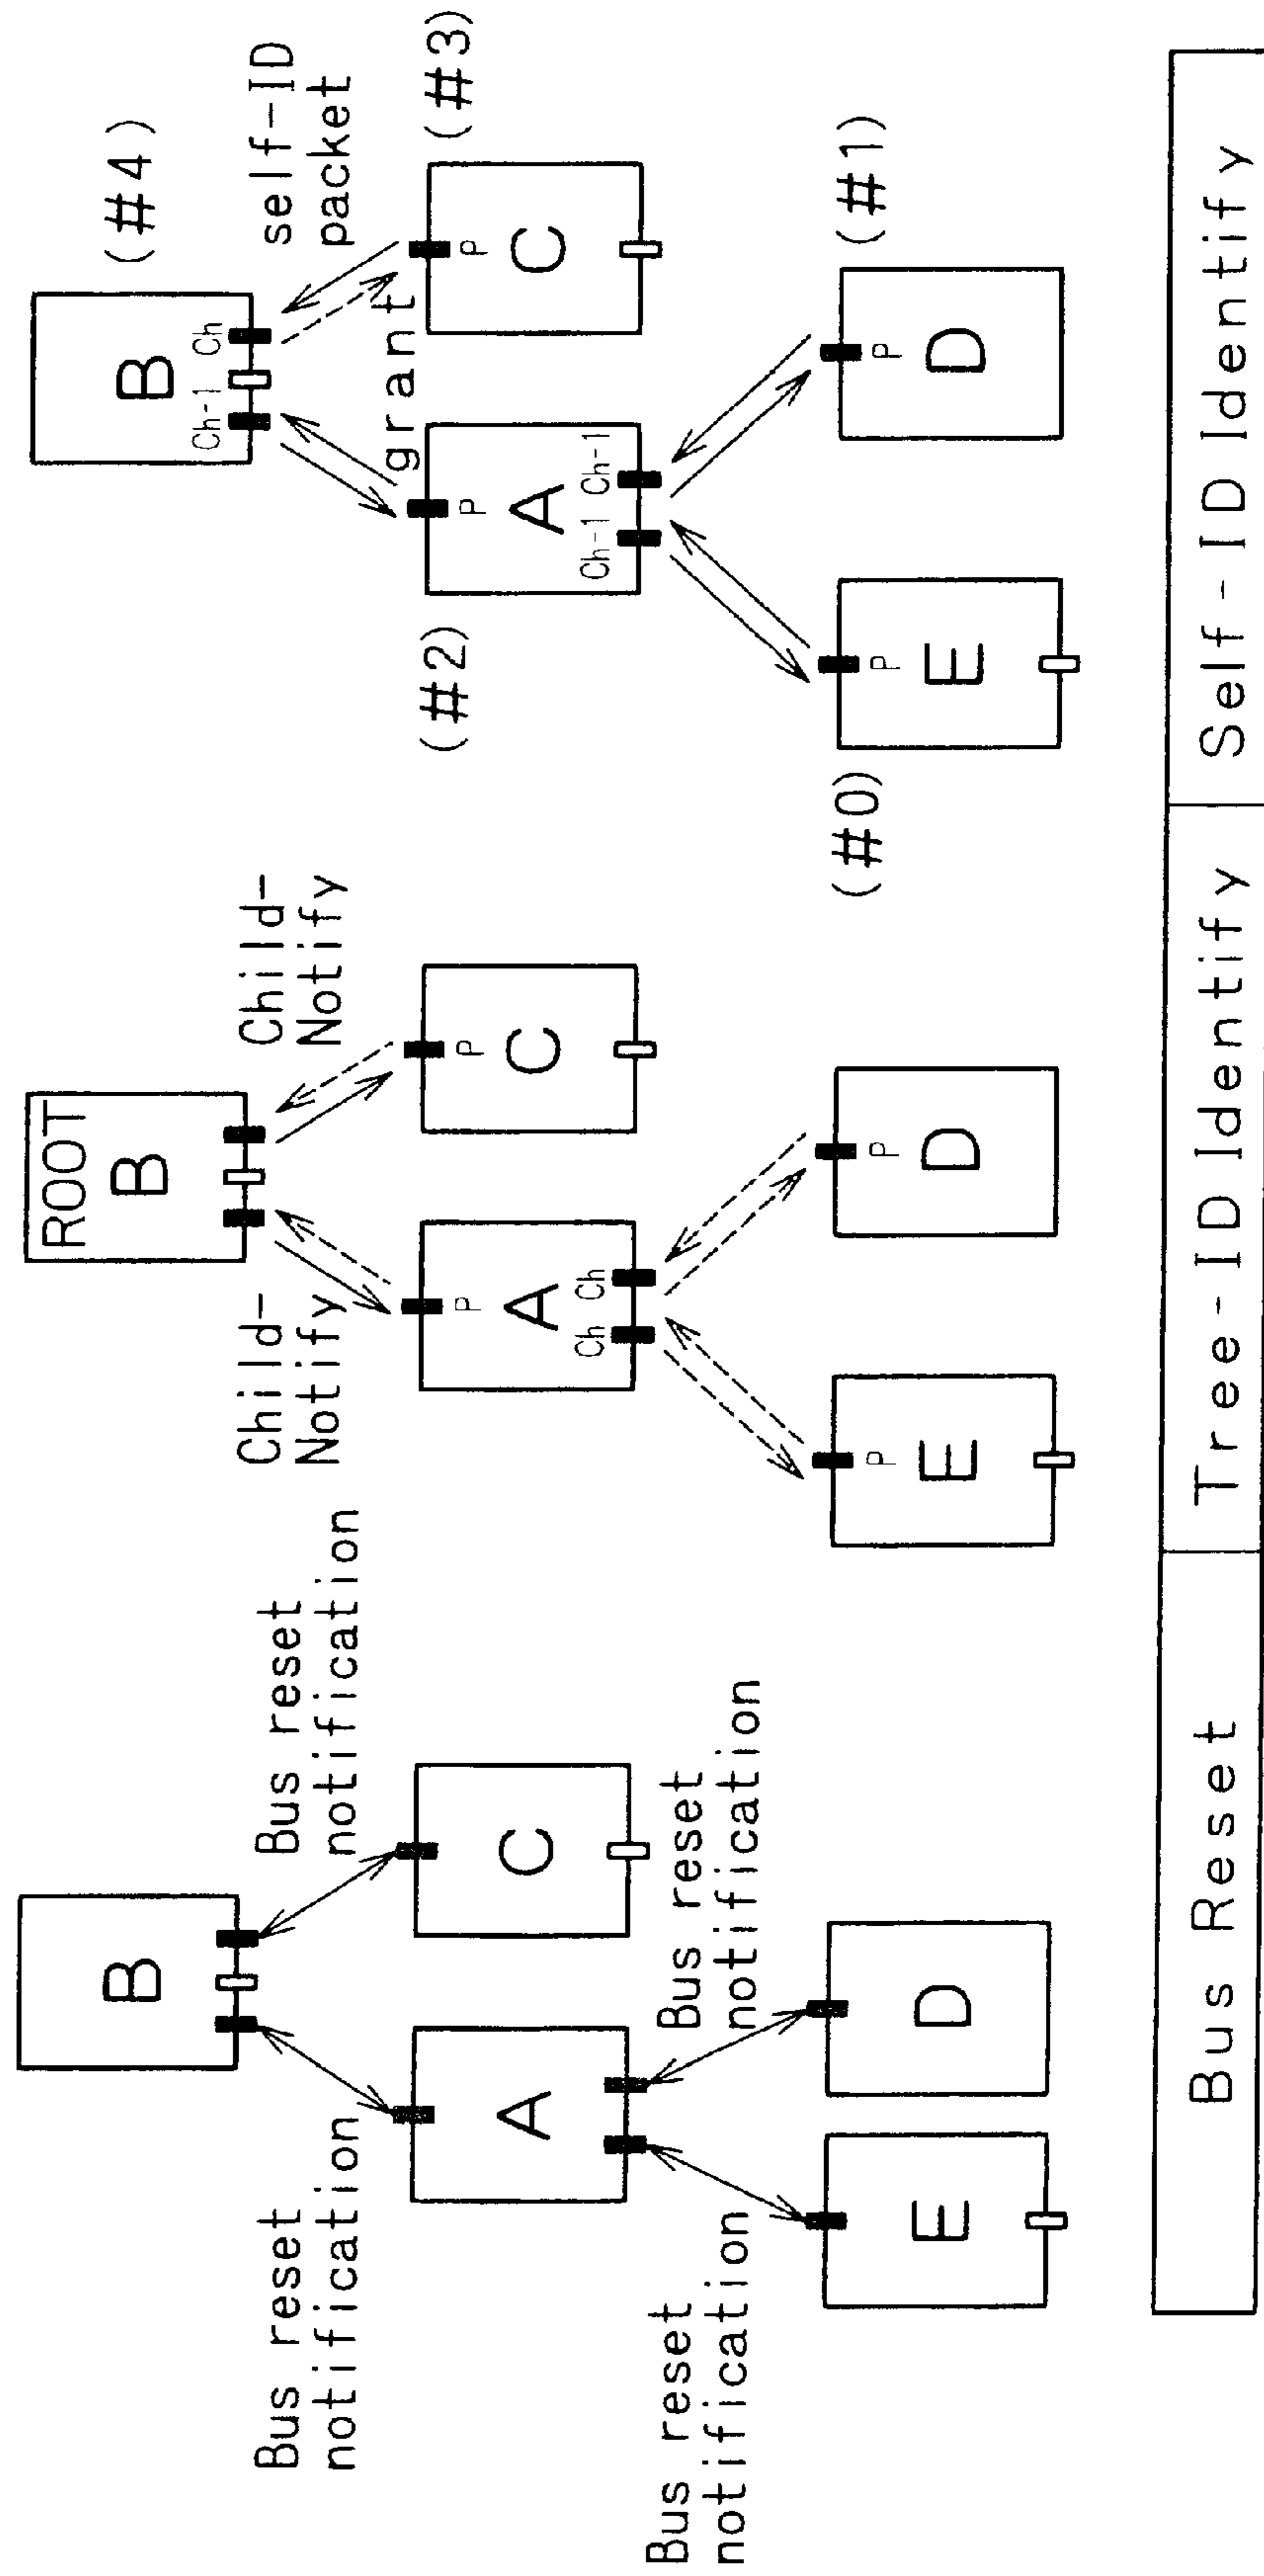 B
Bus reset
notification
Bus reset
notification
A
C
Bus reset
notification
Bus reset
notification
E
D
Bus Reset
ROOT
B
Child-
Notify
Child-
Notify
P
A
Ch Ch
P
C
P
E
P
D
Tree-ID Identify
(#4)
B
Ch-1 Ch
self-ID
packet
grant
(#2)
P
A
Ch-1 Ch-1
(#3)
P
C
(#0)
P
E
(#1)
P
D
Self-ID Identify